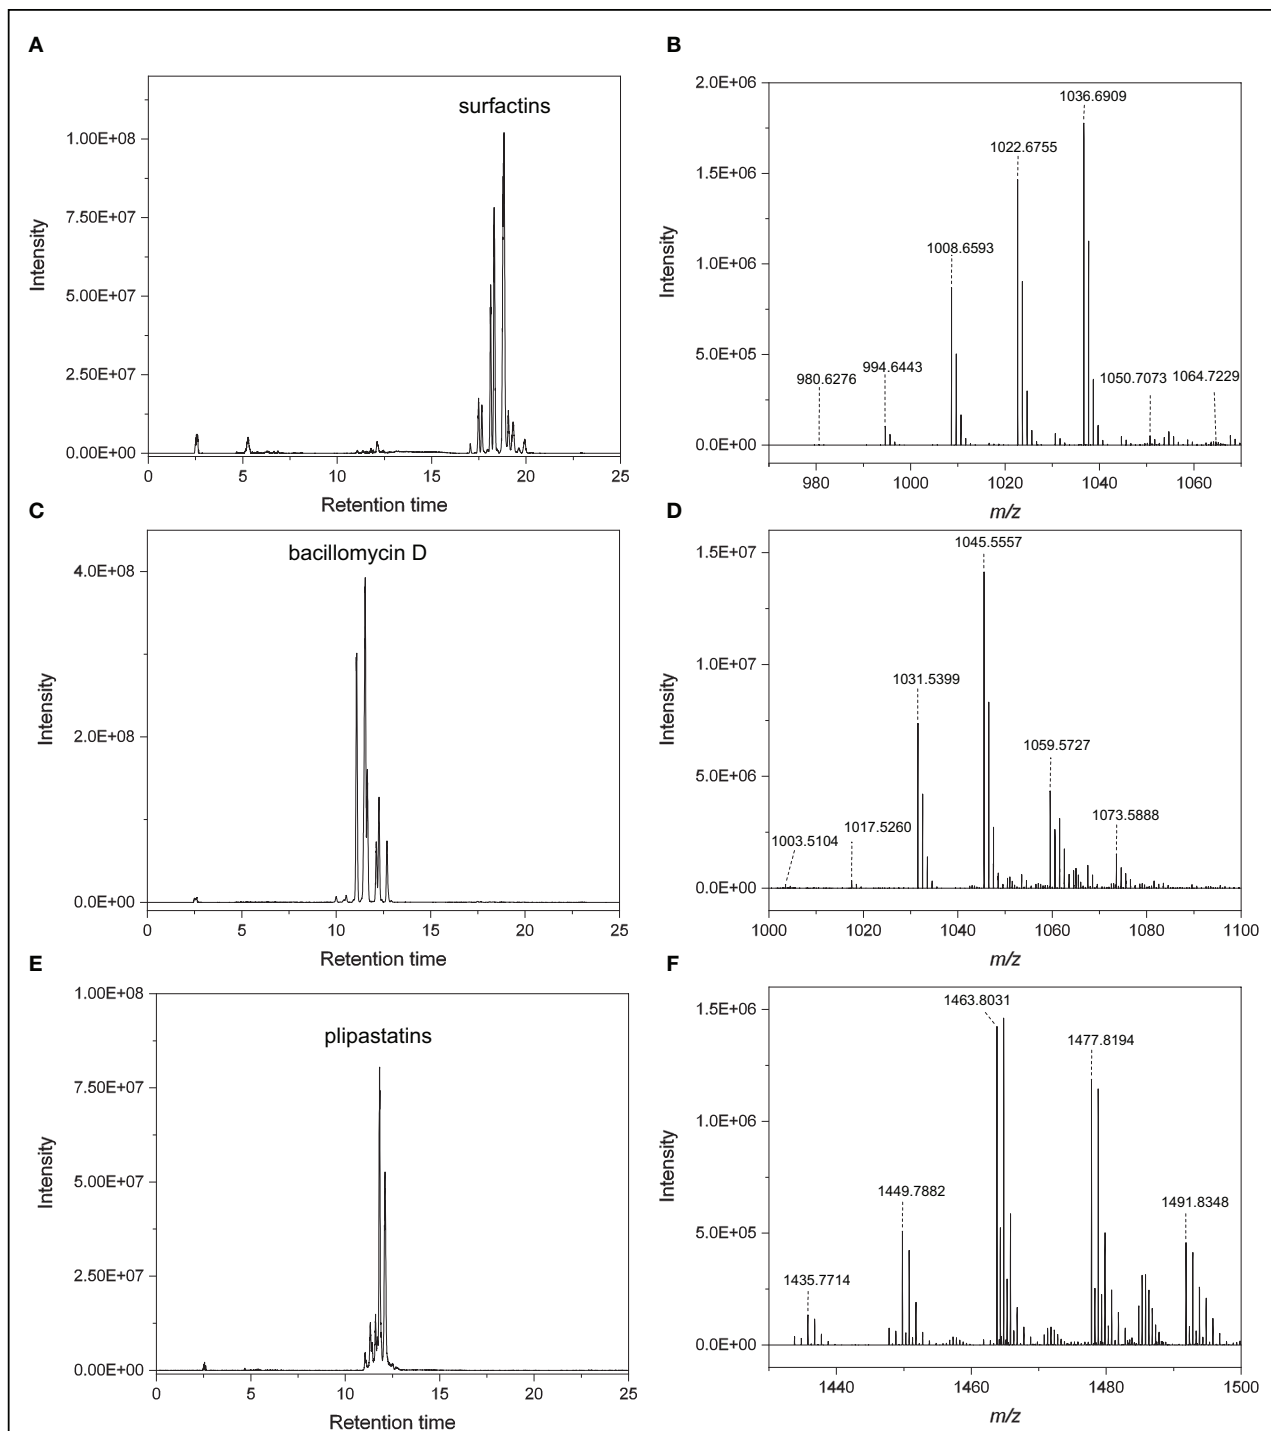 A
surfactins
1.00E+08
7.50E+07
5.00E+07
2.50E+07
0.00E+00
Intensity
0 5 10 15 20 25
Retention time
B
2.0E+06
1.5E+06
1.0E+06
5.0E+05
0.0E+00
Intensity
1036.6909
1022.6755
1008.6593
994.6443
980.6276
1050.7073
1064.7229
980 1000 1020 1040 1060
m/z
C
bacillomycin D
4.0E+08
2.0E+08
0.0E+00
Intensity
0 5 10 15 20 25
Retention time
D
1.5E+07
1.0E+07
5.0E+06
0.0E+00
Intensity
1045.5557
1031.5399
1059.5727
1073.5888
1017.5260
1003.5104
1000 1020 1040 1060 1080 1100
m/z
E
plipastatins
1.00E+08
7.50E+07
5.00E+07
2.50E+07
0.00E+00
Intensity
0 5 10 15 20 25
Retention time
F
1.5E+06
1.0E+06
5.0E+05
0.0E+00
Intensity
1463.8031
1477.8194
1449.7882
1491.8348
1435.7714
1440 1460 1480 1500
m/z